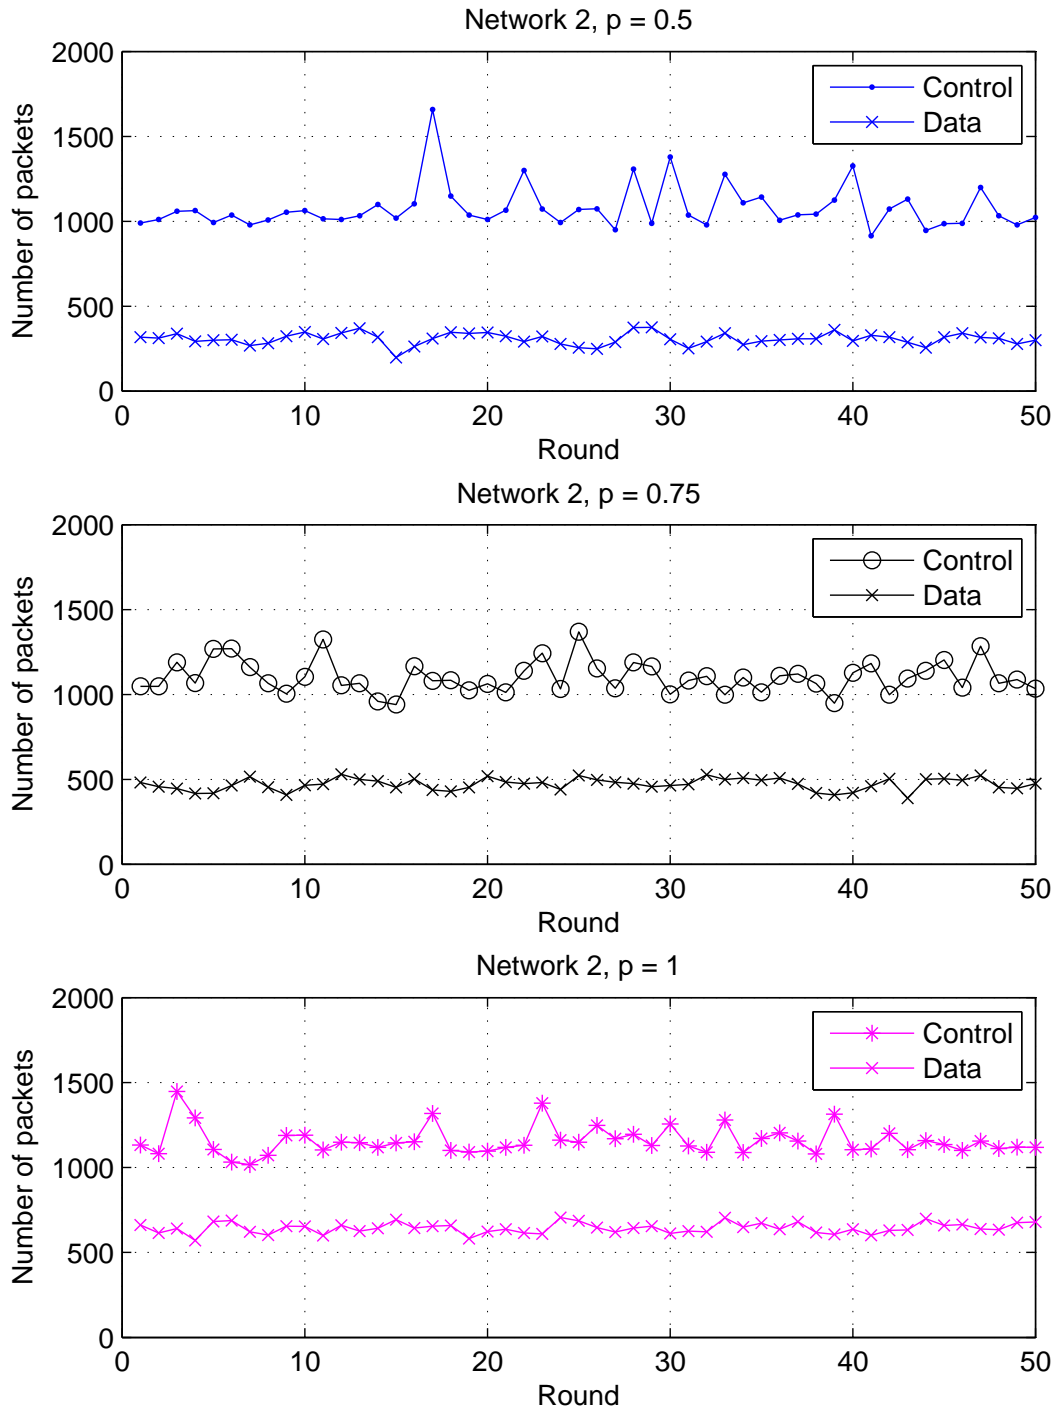 Network 2, p = 0.5
Number of packets
2000
1500
1000
500
0
Control
Data
0 10 20 30 40 50
Round
Network 2, p = 0.75
Number of packets
2000
1500
1000
500
0
Control
Data
0 10 20 30 40 50
Round
Network 2, p = 1
Number of packets
2000
1500
1000
500
0
Control
Data
0 10 20 30 40 50
Round